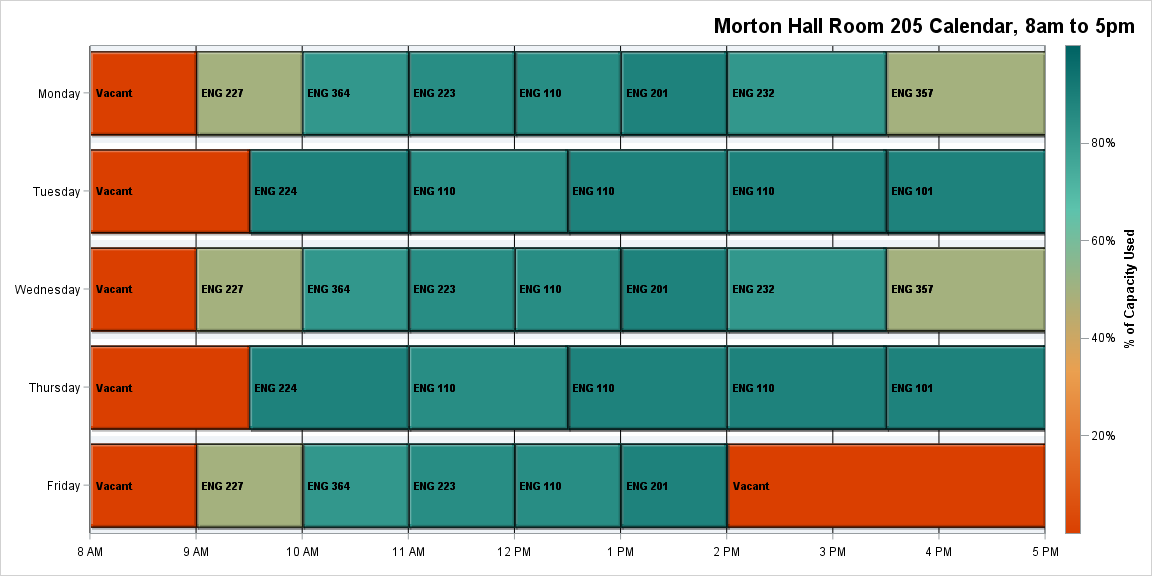 Morton Hall Room 205 Calendar, 8am to 5pm
Monday
Vacant
ENG 227
ENG 364
ENG 223
ENG 110
ENG 201
ENG 232
ENG 357
Tuesday
Vacant
ENG 224
ENG 110
ENG 110
ENG 110
ENG 101
Wednesday
Vacant
ENG 227
ENG 364
ENG 223
ENG 110
ENG 201
ENG 232
ENG 357
Thursday
Vacant
ENG 224
ENG 110
ENG 110
ENG 110
ENG 101
Friday
Vacant
ENG 227
ENG 364
ENG 223
ENG 110
ENG 201
Vacant
8 AM
9 AM
10 AM
11 AM
12 PM
1 PM
2 PM
3 PM
4 PM
5 PM
80%
60%
40%
20%
% of Capacity Used